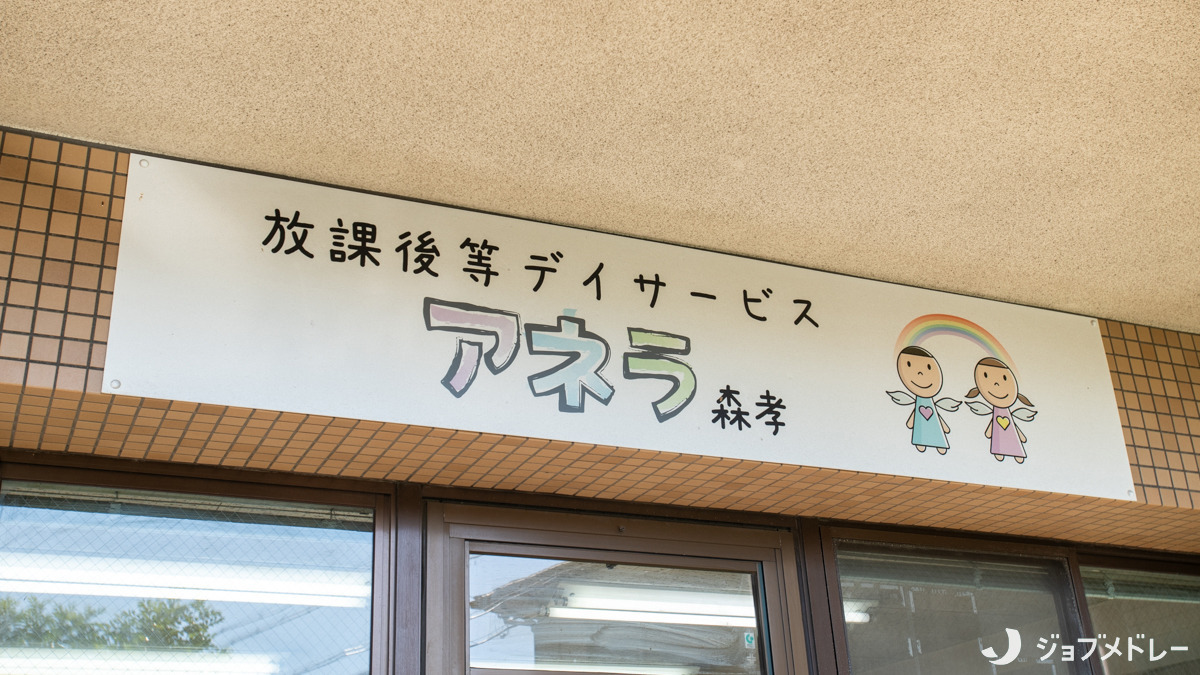 放課後等デイサービス
アネラ 森孝
ジョブメドレー